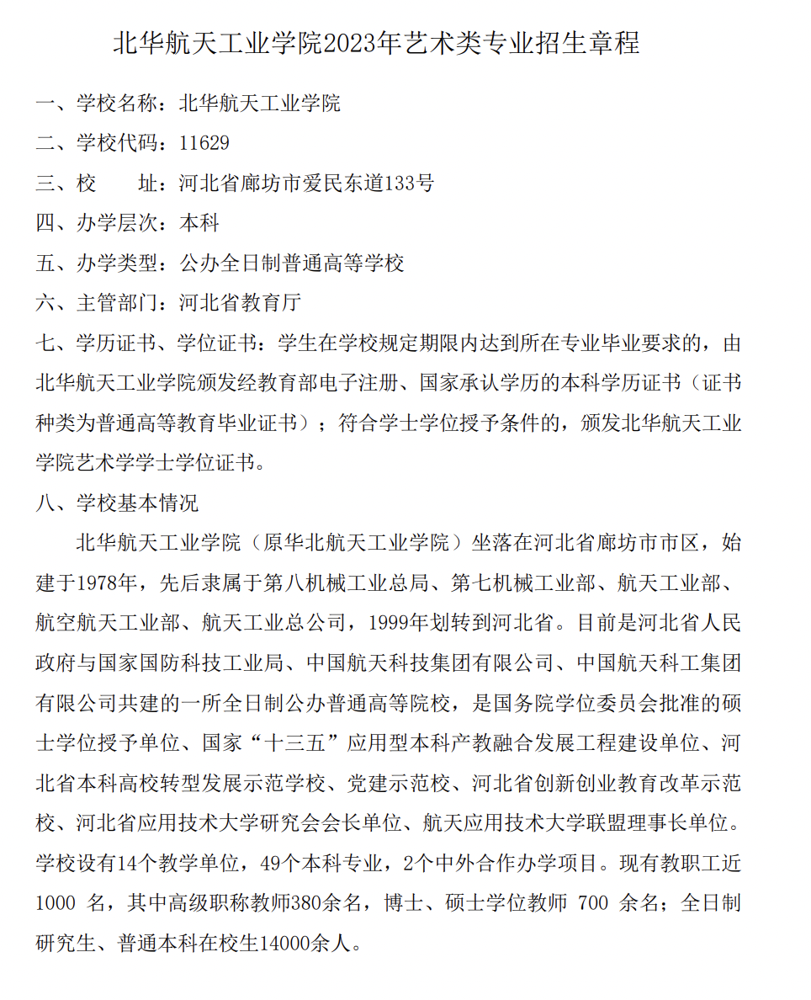 北华航天工业学院2023年艺术类专业招生章程
一、学校名称：北华航天工业学院
二、学校代码：11629
三、校　　址：河北省廊坊市爱民东道133号
四、办学层次：本科
五、办学类型：公办全日制普通高等学校
六、主管部门：河北省教育厅
七、学历证书、学位证书：学生在学校规定期限内达到所在专业毕业要求的，由
北华航天工业学院颁发经教育部电子注册、国家承认学历的本科学历证书（证书
种类为普通高等教育毕业证书）；符合学士学位授予条件的，颁发北华航天工业
学院艺术学学士学位证书。
八、学校基本情况
北华航天工业学院（原华北航天工业学院）坐落在河北省廊坊市市区，始
建于1978年，先后隶属于第八机械工业总局、第七机械工业部、航天工业部、
航空航天工业部、航天工业总公司，1999年划转到河北省。目前是河北省人民
政府与国家国防科技工业局、中国航天科技集团有限公司、中国航天科工集团
有限公司共建的一所全日制公办普通高等院校，是国务院学位委员会批准的硕
士学位授予单位、国家“十三五”应用型本科产教融合发展工程建设单位、河
北省本科高校转型发展示范学校、党建示范校、河北省创新创业教育改革示范
校、河北省应用技术大学研究会会长单位、航天应用技术大学联盟理事长单位。
学校设有14个教学单位，49个本科专业，2个中外合作办学项目。现有教职工近
1000 名，其中高级职称教师380余名，博士、硕士学位教师 700 余名；全日制
研究生、普通本科在校生14000余人。